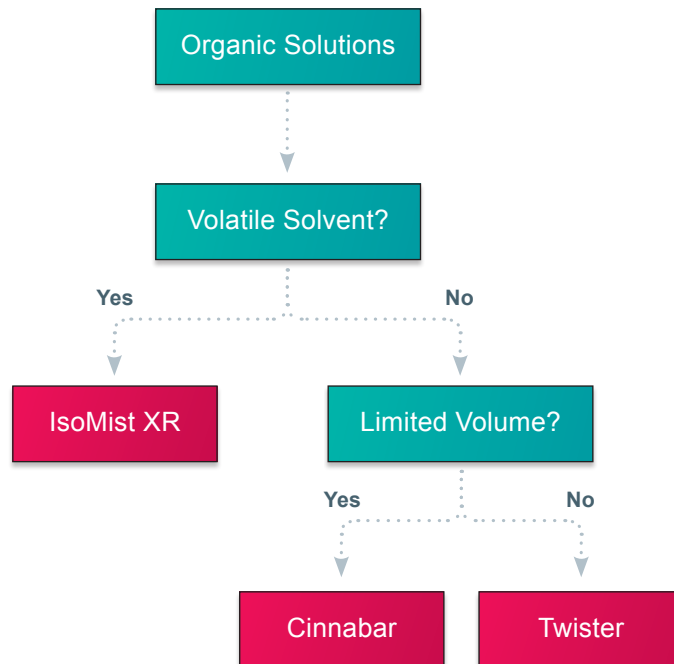 Organic Solutions
Volatile Solvent?
Yes
No
IsoMist XR
Limited Volume?
Yes
No
Cinnabar
Twister